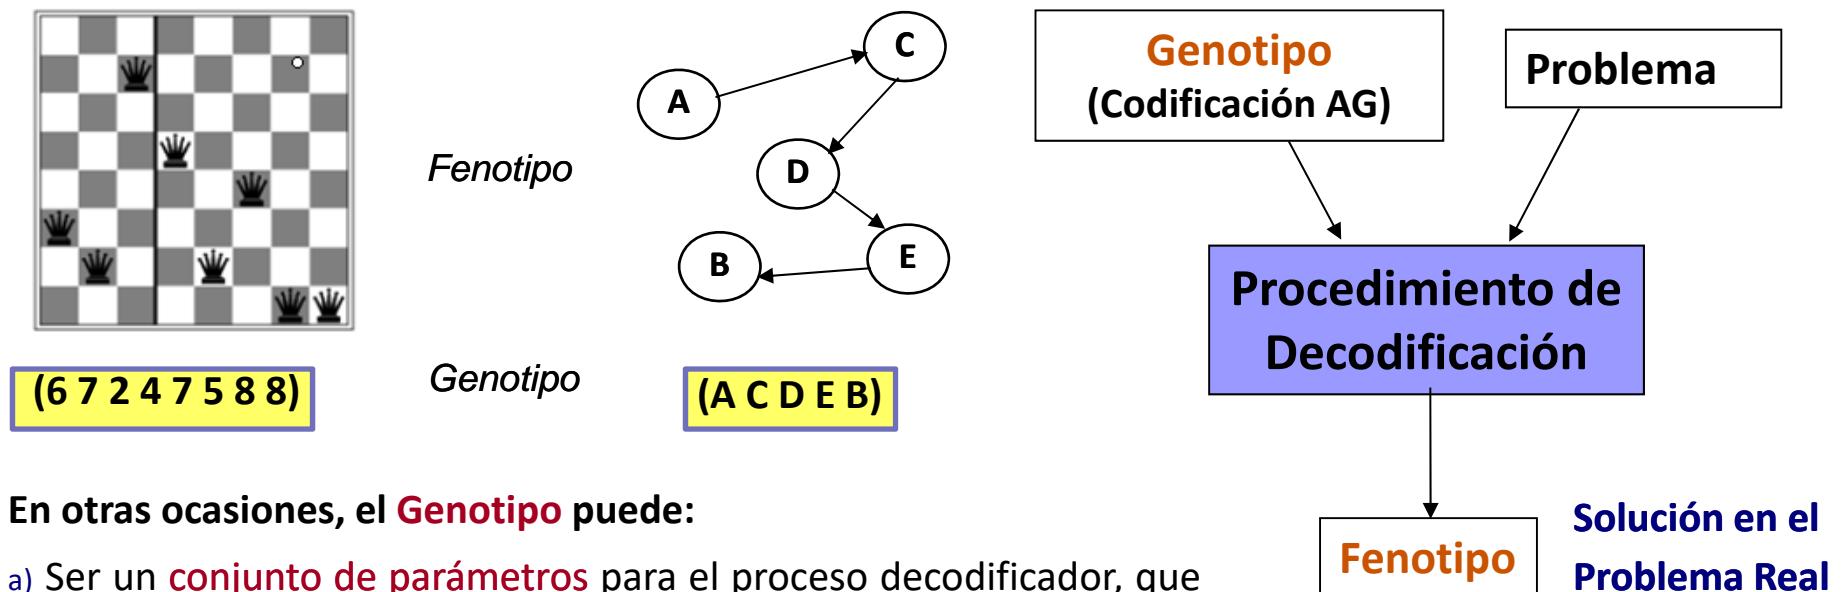 Fenotipo
(6 7 2 4 7 5 8 8)
Genotipo
A
C
D
E
B
(A C D E B)
Genotipo
(Codificación AG)
Problema
Procedimiento de
Decodificación
Fenotipo
Solución en el
Problema Real
En otras ocasiones, el Genotipo puede:
a) Ser un conjunto de parámetros para el proceso decodificador, que